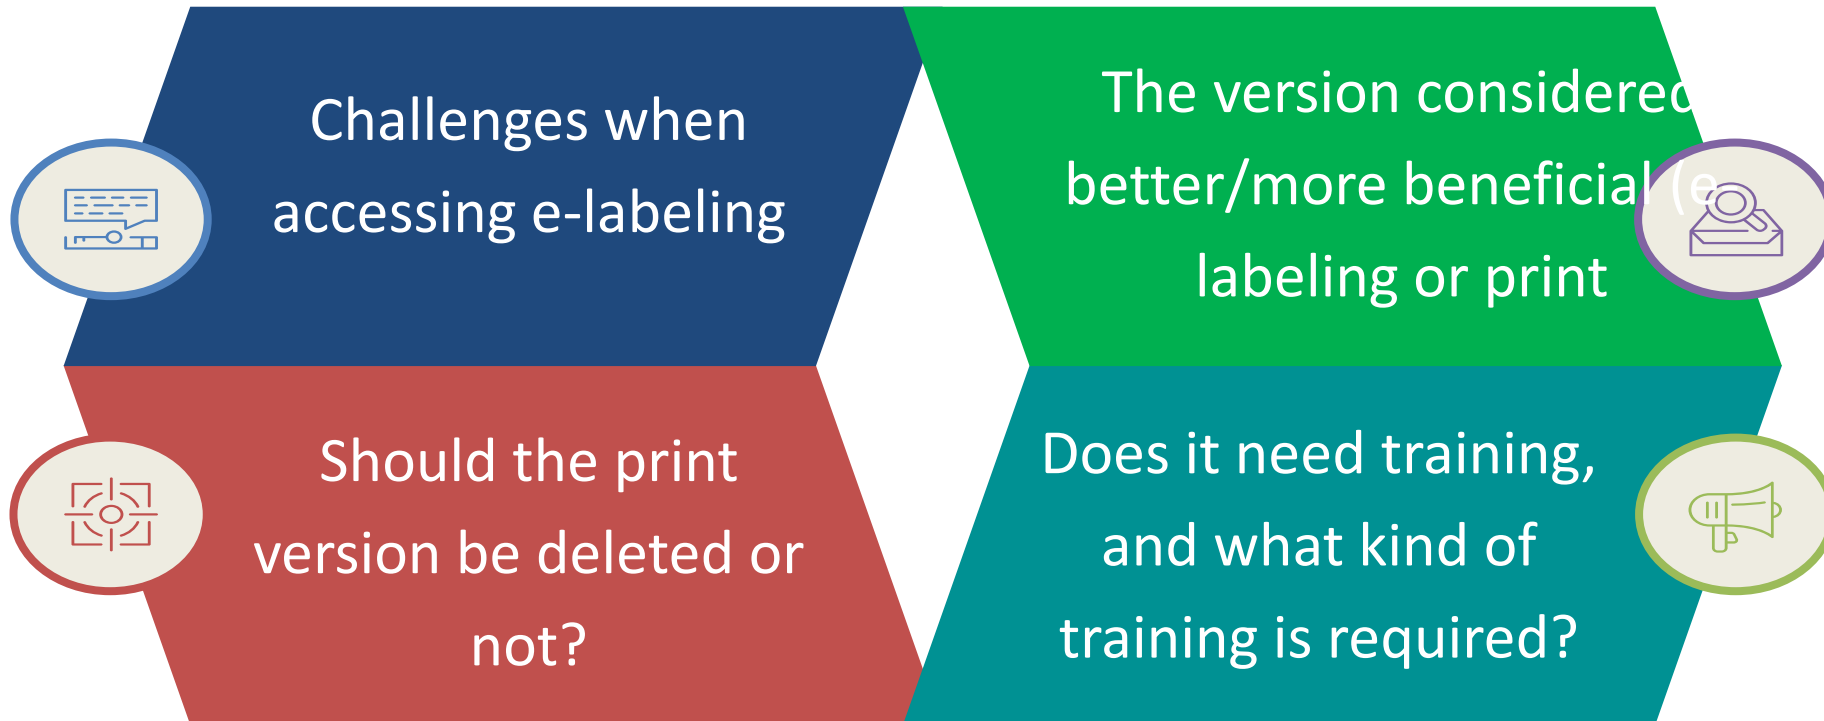 Challenges when
accessing e-labeling
The version considered
better/more beneficial (e
labeling or print
Should the print
version be deleted or
not?
Does it need training,
and what kind of
training is required?